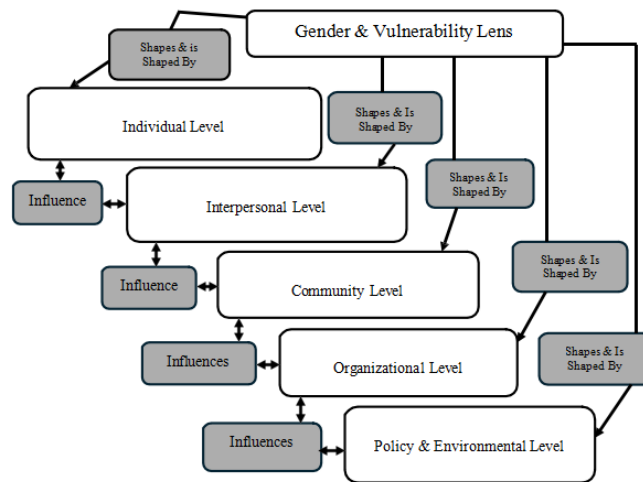 Gender & Vulnerability Lens
Shapes & is
Shaped By
Individual Level
Shapes & Is
Shaped By
Influence
Interpersonal Level
Shapes & Is
Shaped By
Influence
Community Level
Shapes & Is
Shaped By
Influences
Organizational Level
Shapes & Is
Shaped By
Influences
Policy & Environmental Level